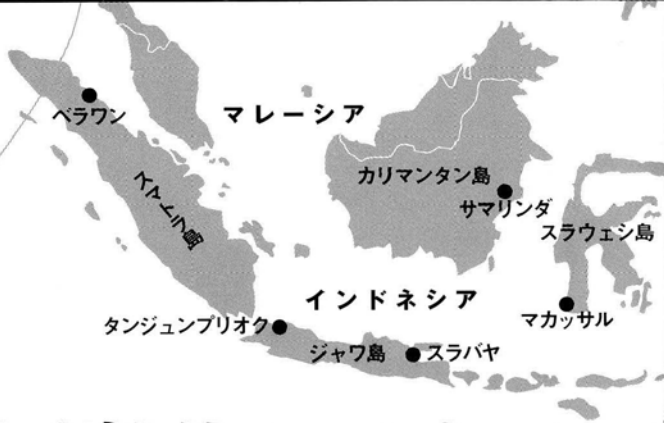 ベラワン
マレーシア
カリマンタン島
スマトラ島
サマリンダ
スラウェシ島
インドネシア
タンジュンプリオク
マカッサル
ジャワ島
スラバヤ